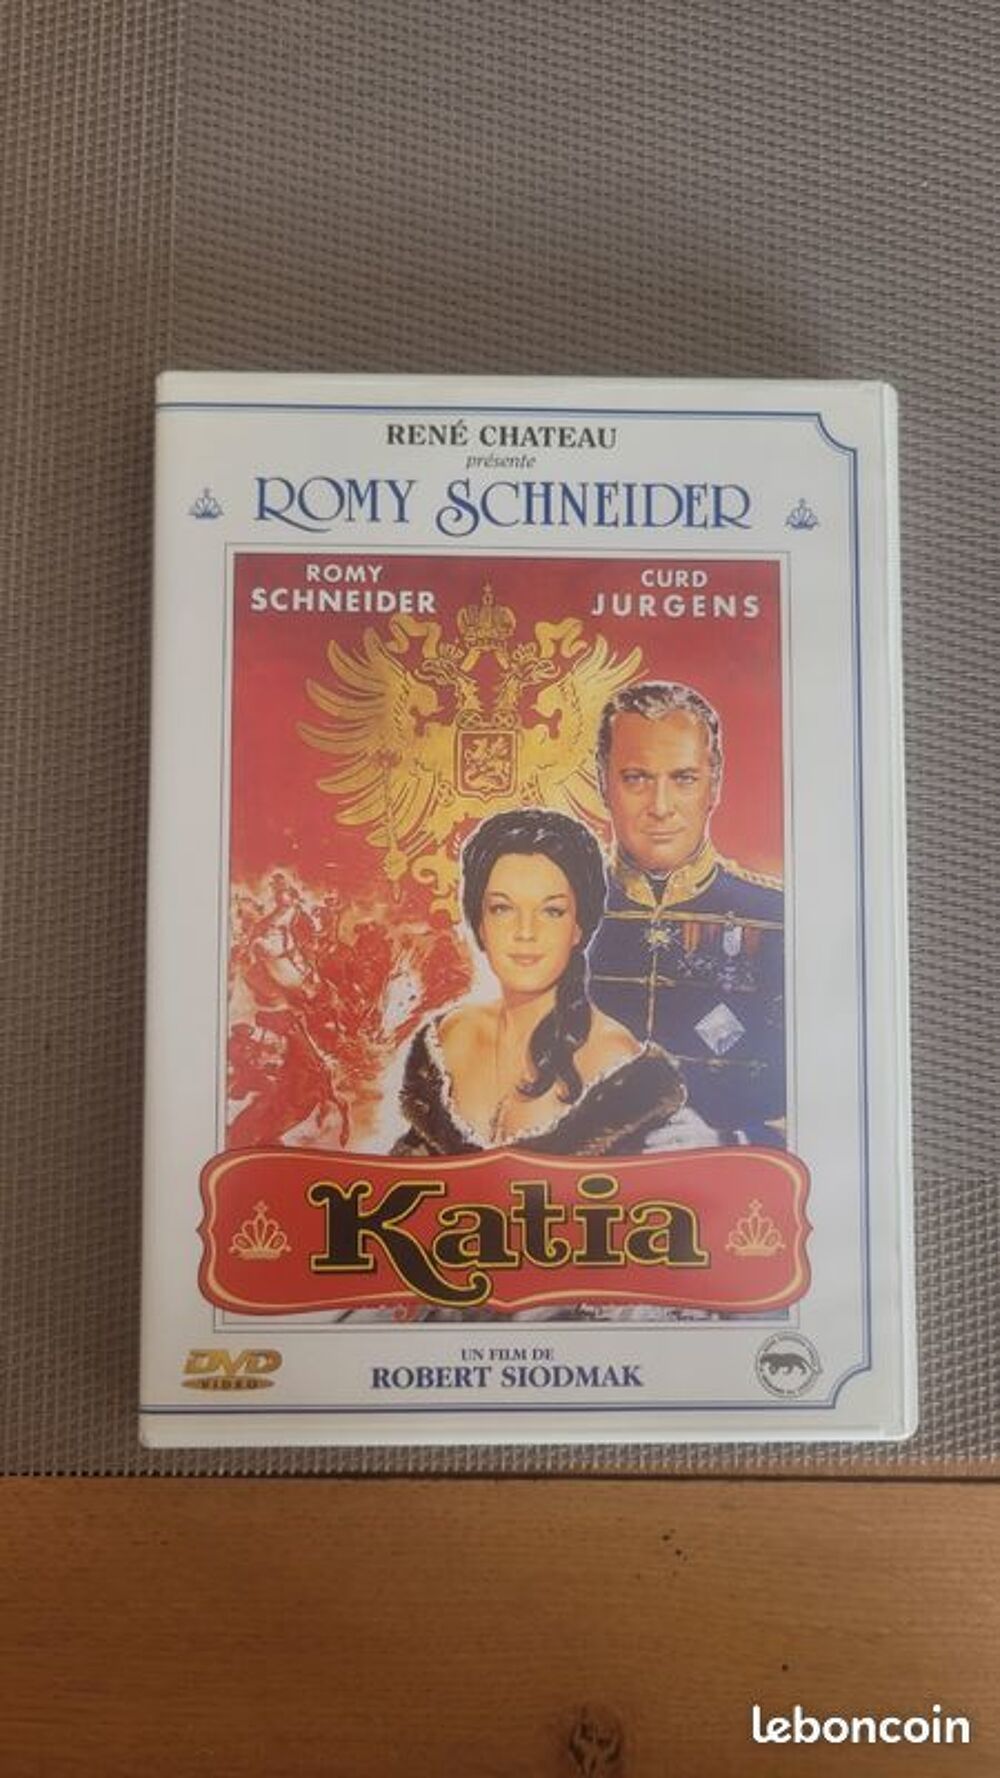 RENÉ CHATEAU
présente
ROMY SCHNEIDER
ROMY
SCHNEIDER
CURD
JURGENS
Katia
DVD
VIDEO
UN FILM DE
ROBERT SIODMAK
leboncoin